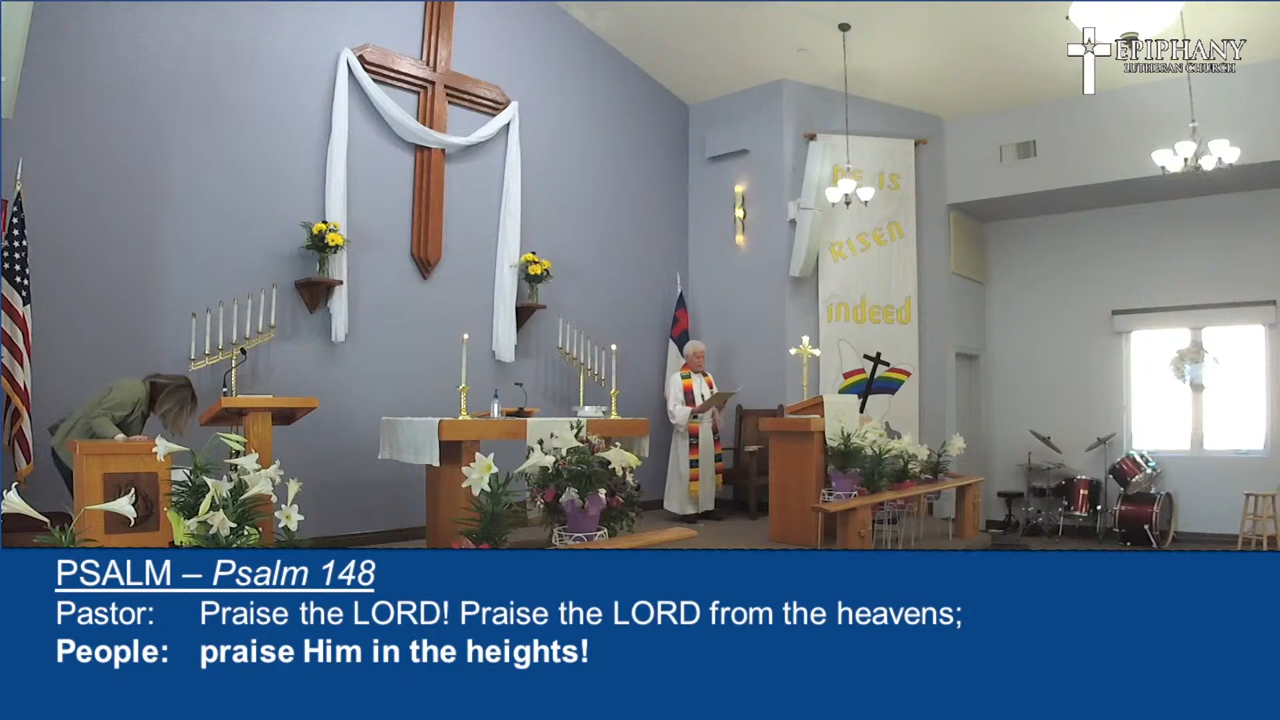 EPIPHANY
LUTHERAN CHURCH
He is
RISEN
indeed
PSALM – Psalm 148
Pastor: Praise the LORD! Praise the LORD from the heavens;
People: praise Him in the heights!